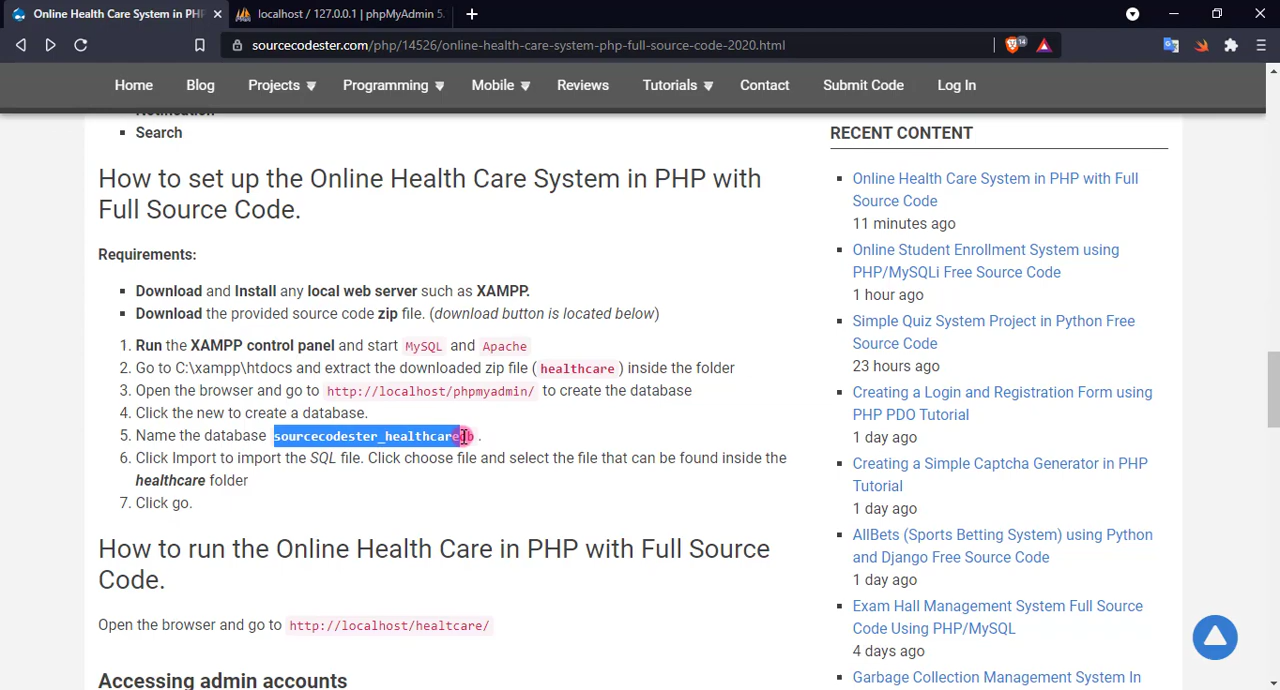 Online Health Care System in PHP
localhost / 127.0.0.1 | phpMyAdmin 5.
sourcecodester.com/php/14526/online-health-care-system-php-full-source-code-2020.html
14
Home Blog Projects Programming Mobile Reviews Tutorials Contact Submit Code Log In
Notification
Search
How to set up the Online Health Care System in PHP with
Full Source Code.
Requirements:
Download and Install any local web server such as XAMPP.
Download the provided source code zip file. (download button is located below)
1. Run the XAMPP control panel and start MySQL and Apache
2. Go to C:\xampp\htdocs and extract the downloaded zip file ( healthcare ) inside the folder
3. Open the browser and go to http://localhost/phpmyadmin/ to create the database
4. Click the new to create a database.
5. Name the database sourcecodester_healthcaredb .
6. Click Import to import the SQL file. Click choose file and select the file that can be found inside the
healthcare folder
7. Click go.
How to run the Online Health Care in PHP with Full Source
Code.
Open the browser and go to http://localhost/healtcare/
Accessing admin accounts
RECENT CONTENT
Online Health Care System in PHP with Full
Source Code
11 minutes ago
Online Student Enrollment System using
PHP/MySQLi Free Source Code
1 hour ago
Simple Quiz System Project in Python Free
Source Code
23 hours ago
Creating a Login and Registration Form using
PHP PDO Tutorial
1 day ago
Creating a Simple Captcha Generator in PHP
Tutorial
1 day ago
AllBets (Sports Betting System) using Python
and Django Free Source Code
1 day ago
Exam Hall Management System Full Source
Code Using PHP/MySQL
4 days ago
Garbage Collection Management System In